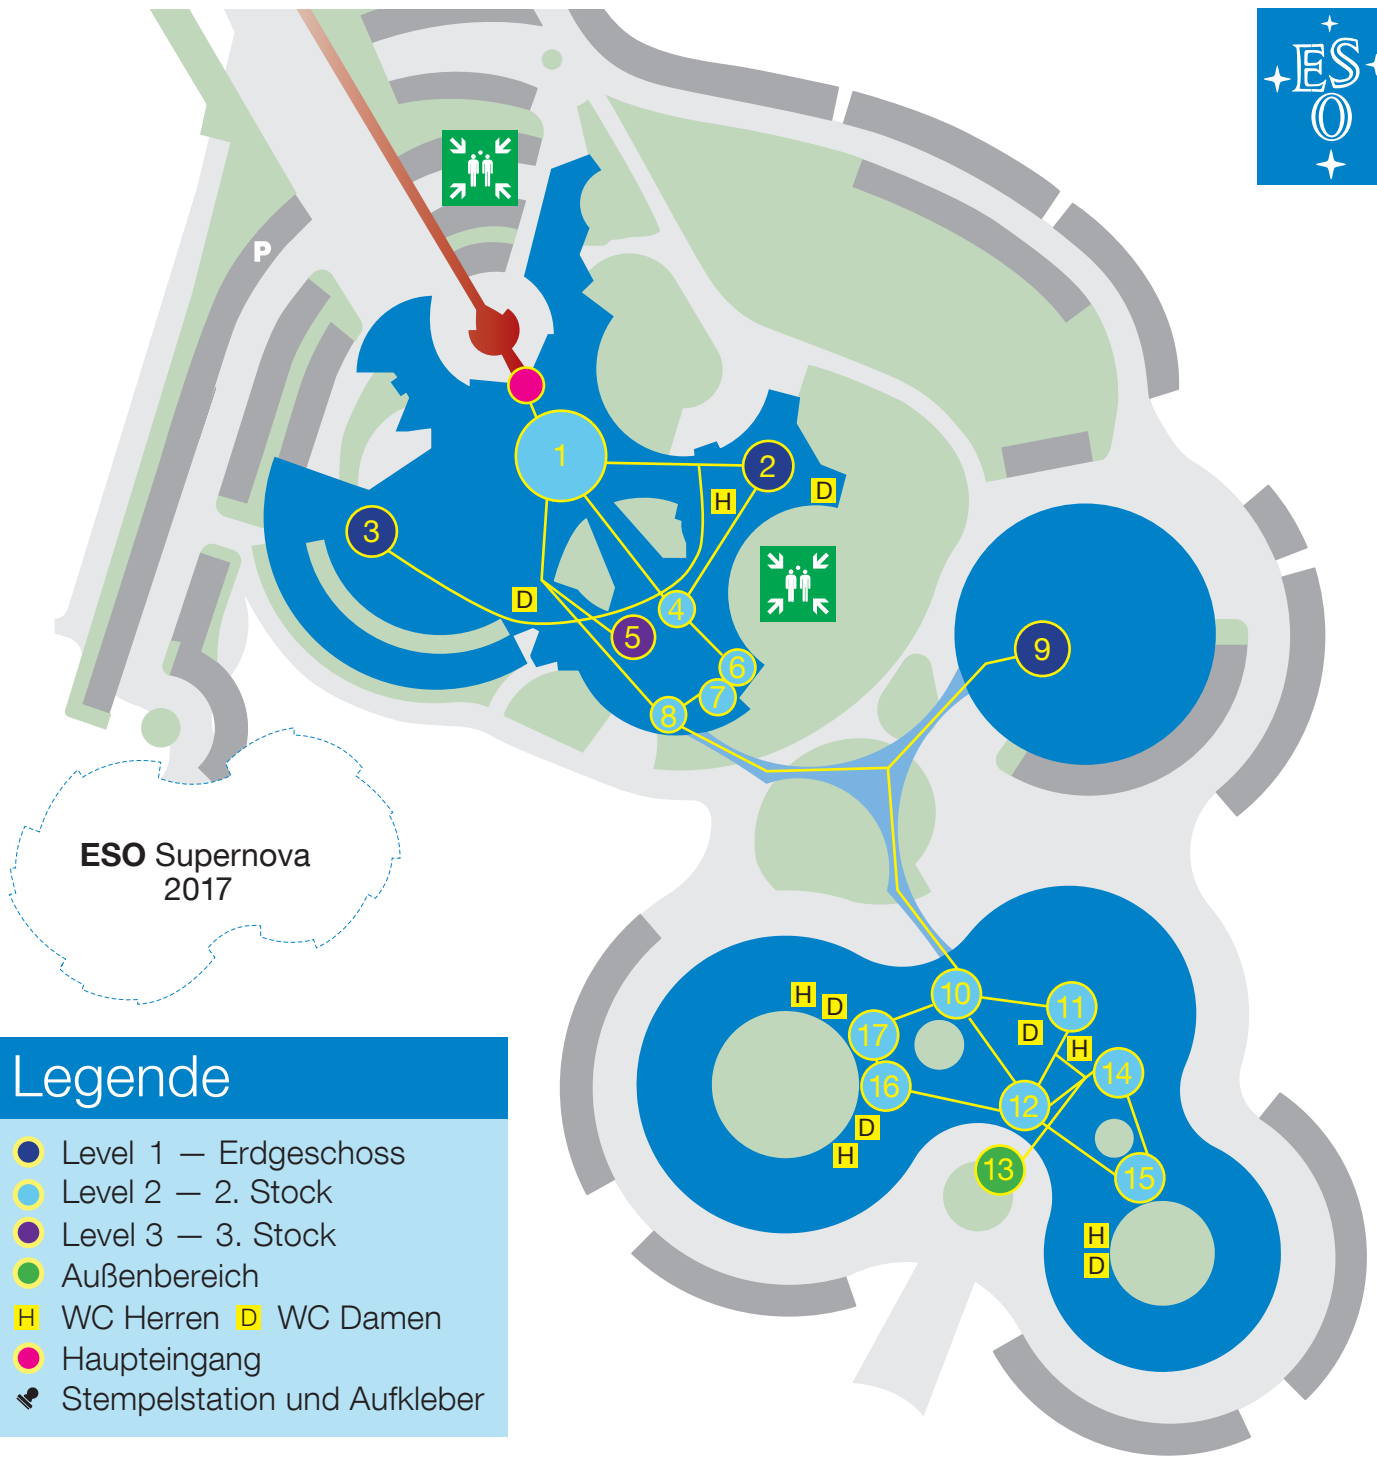 ESO
P
1
2
H
D
3
D
4
5
6
7
8
9
ESO Supernova
2017
10
11
H
D
17
D
H
14
16
12
D
H
13
15
H
D
Legende
Level 1 — Erdgeschoss
Level 2 — 2. Stock
Level 3 — 3. Stock
Außenbereich
H WC Herren D WC Damen
Haupteingang
Stempelstation und Aufkleber